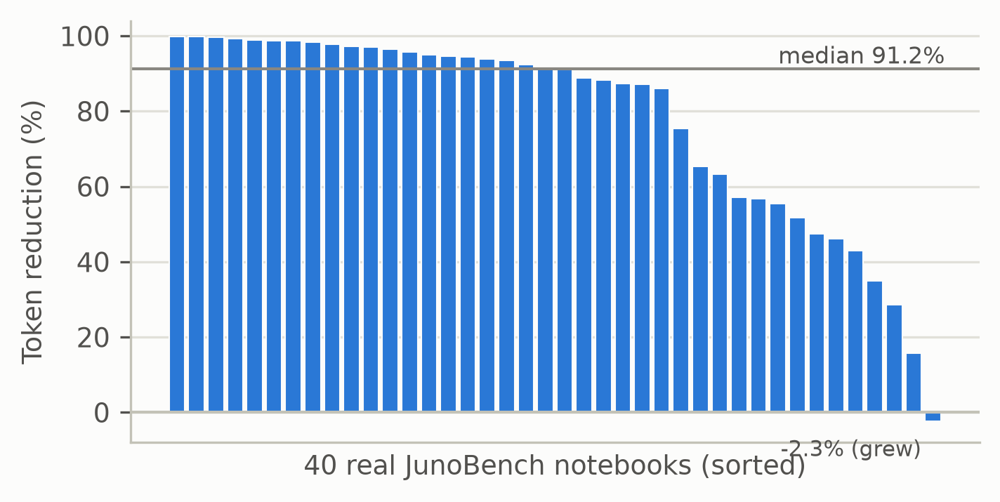 100
median 91.2%
80
60
40
20
0
Token reduction (%)
-2.3% (grew)
40 real JunoBench notebooks (sorted)